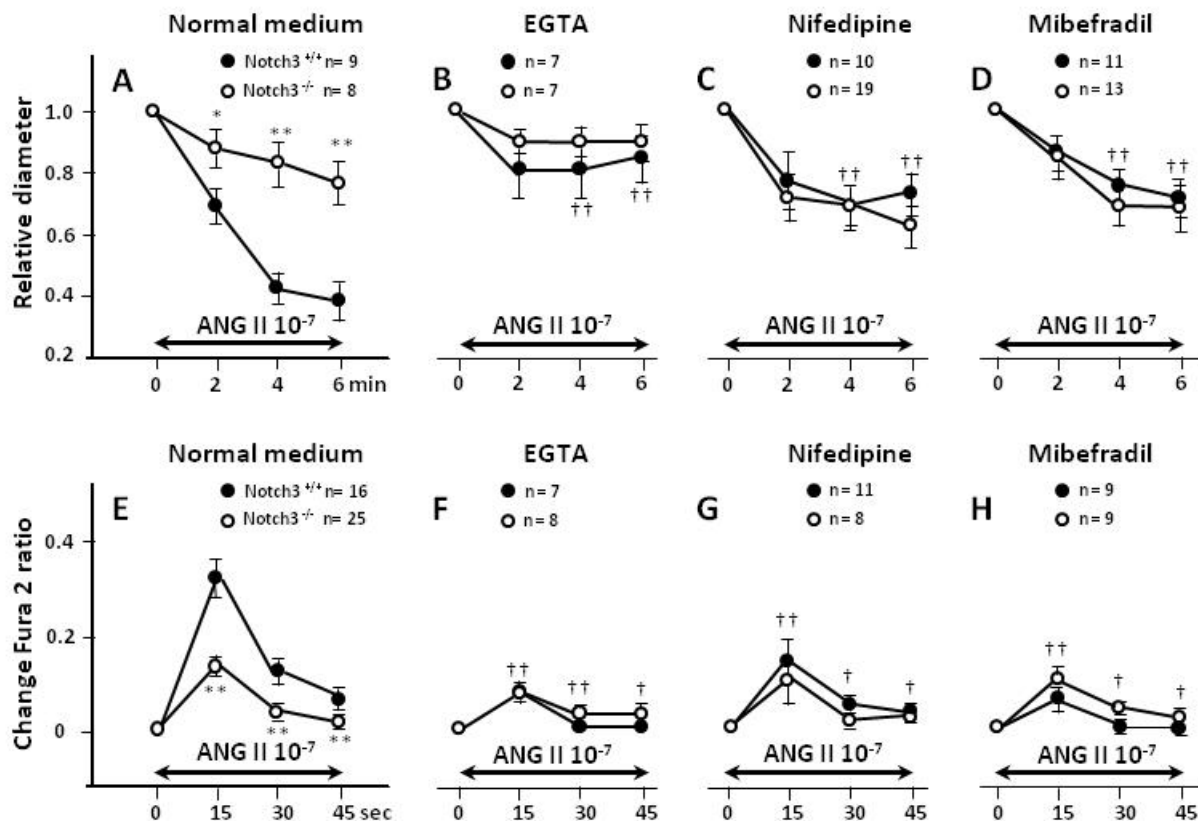 Normal medium EGTA Nifedipine Mibefradil
A Notch3 +/+ n= 9 B n= 7 C n= 10 D n= 11
Notch3 -/- n= 8 n= 7 n= 19 n= 13
Relative diameter
1.0
0.8
0.6
0.4
0.2
* ** **
†† ††
†† ††
†† ††
ANG II 10-7 ANG II 10-7 ANG II 10-7 ANG II 10-7
0 2 4 6 min 0 2 4 6 0 2 4 6 0 2 4 6
Normal medium EGTA Nifedipine Mibefradil
E Notch3 +/+ n= 16 F n= 7 G n= 11 H n= 9
Notch3 -/- n= 25 n= 8 n= 8 n= 9
Change Fura 2 ratio
0.4
0.2
0
** ** **
†† †† †
†† † †
†† † †
ANG II 10-7 ANG II 10-7 ANG II 10-7 ANG II 10-7
0 15 30 45 sec 0 15 30 45 0 15 30 45 0 15 30 45